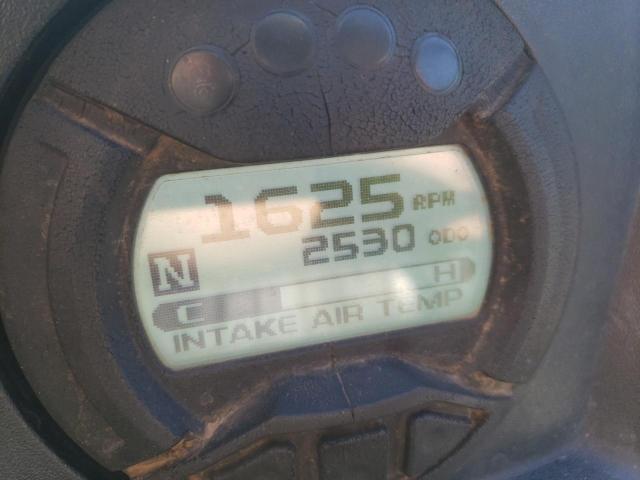 1625 RPM
2530 ODO
N
C H
INTAKE AIR TEMP